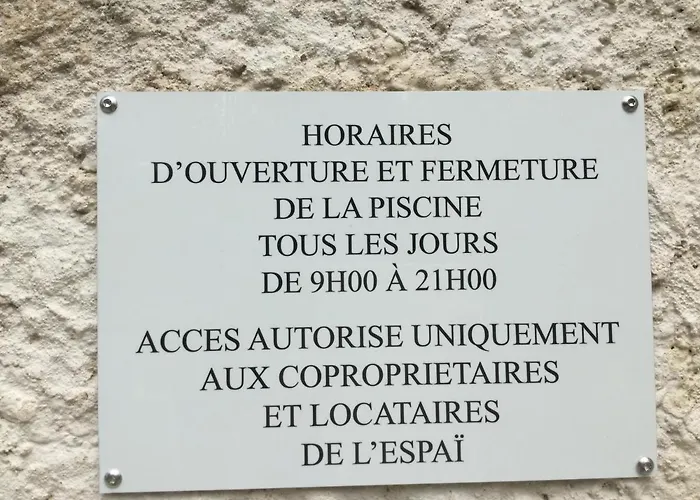 HORAIRES
D'OUVERTURE ET FERMETURE
DE LA PISCINE
TOUS LES JOURS
DE 9H00 À 21H00
ACCES AUTORISE UNIQUEMENT
AUX COPROPRIETAIRES
ET LOCATAIRES
DE L'ESPAÏ